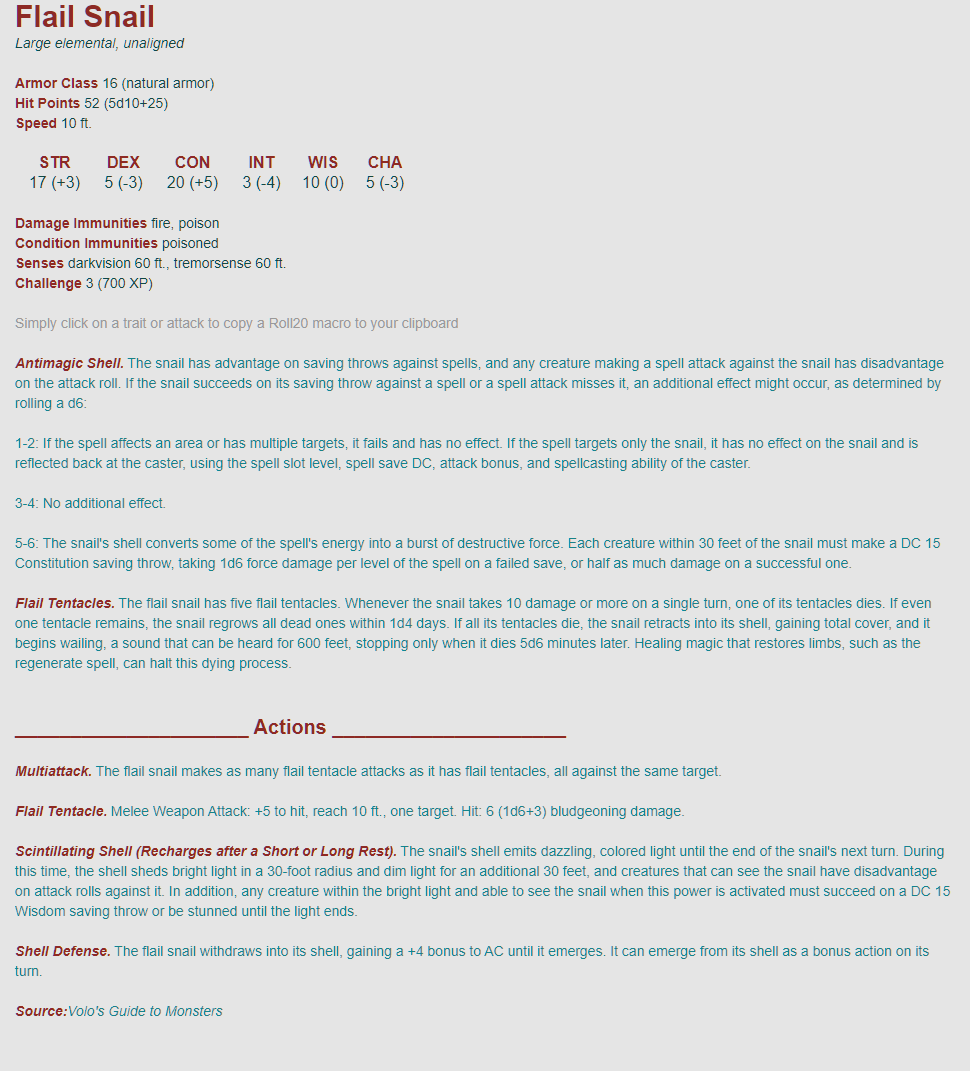 Flail Snail
Large elemental, unaligned
Armor Class 16 (natural armor)
Hit Points 52 (5d10+25)
Speed 10 ft.
STR DEX CON INT WIS CHA
17 (+3) 5 (-3) 20 (+5) 3 (-4) 10 (0) 5 (-3)
Damage Immunities fire, poison
Condition Immunities poisoned
Senses darkvision 60 ft., tremorsense 60 ft.
Challenge 3 (700 XP)
Simply click on a trait or attack to copy a Roll20 macro to your clipboard
Antimagic Shell. The snail has advantage on saving throws against spells, and any creature making a spell attack against the snail has disadvantage
on the attack roll. If the snail succeeds on its saving throw against a spell or a spell attack misses it, an additional effect might occur, as determined by
rolling a d6:
1-2: If the spell affects an area or has multiple targets, it fails and has no effect. If the spell targets only the snail, it has no effect on the snail and is
reflected back at the caster, using the spell slot level, spell save DC, attack bonus, and spellcasting ability of the caster.
3-4: No additional effect.
5-6: The snail's shell converts some of the spell's energy into a burst of destructive force. Each creature within 30 feet of the snail must make a DC 15
Constitution saving throw, taking 1d6 force damage per level of the spell on a failed save, or half as much damage on a successful one.
Flail Tentacles. The flail snail has five flail tentacles. Whenever the snail takes 10 damage or more on a single turn, one of its tentacles dies. If even
one tentacle remains, the snail regrows all dead ones within 1d4 days. If all its tentacles die, the snail retracts into its shell, gaining total cover, and it
begins wailing, a sound that can be heard for 600 feet, stopping only when it dies 5d6 minutes later. Healing magic that restores limbs, such as the
regenerate spell, can halt this dying process.
_____________________ Actions _____________________
Multiattack. The flail snail makes as many flail tentacle attacks as it has flail tentacles, all against the same target.
Flail Tentacle. Melee Weapon Attack: +5 to hit, reach 10 ft., one target. Hit: 6 (1d6+3) bludgeoning damage.
Scintillating Shell (Recharges after a Short or Long Rest). The snail's shell emits dazzling, colored light until the end of the snail's next turn. During
this time, the shell sheds bright light in a 30-foot radius and dim light for an additional 30 feet, and creatures that can see the snail have disadvantage
on attack rolls against it. In addition, any creature within the bright light and able to see the snail when this power is activated must succeed on a DC 15
Wisdom saving throw or be stunned until the light ends.
Shell Defense. The flail snail withdraws into its shell, gaining a +4 bonus to AC until it emerges. It can emerge from its shell as a bonus action on its
turn.
Source:Volo's Guide to Monsters